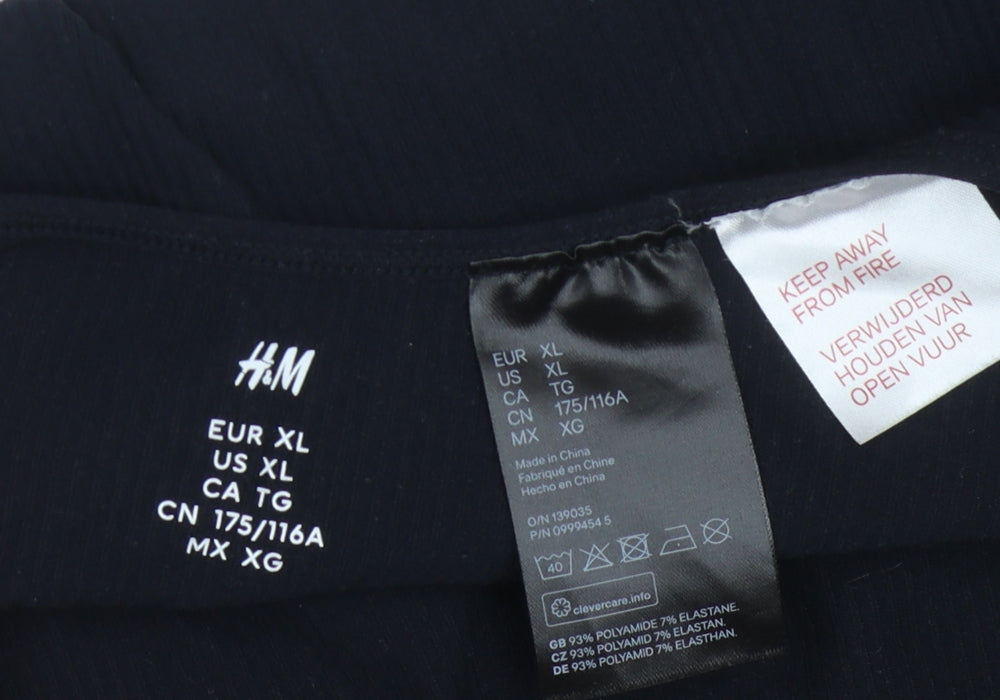 H&M
EUR XL
US XL
CA TG
CN 175/116A
MX XG
EUR XL
US XL
CA TG
CN 175/116A
MX XG
Made in China
Fabriqué en Chine
Hecho en China
O/N 139035
P/N 0999454 5
40
clevercare.info
GB 93% POLYAMIDE 7% ELASTANE.
CZ 93% POLYAMID 7% ELASTAN.
DE 93% POLYAMID 7% ELASTHAN.
KEEP AWAY
FROM FIRE
VERWIJDERD
HOUDEN VAN
OPEN VUUR